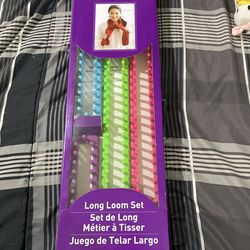 Long Loom Set
Set de Long
Métier à Tisser
Juego de Telar Largo